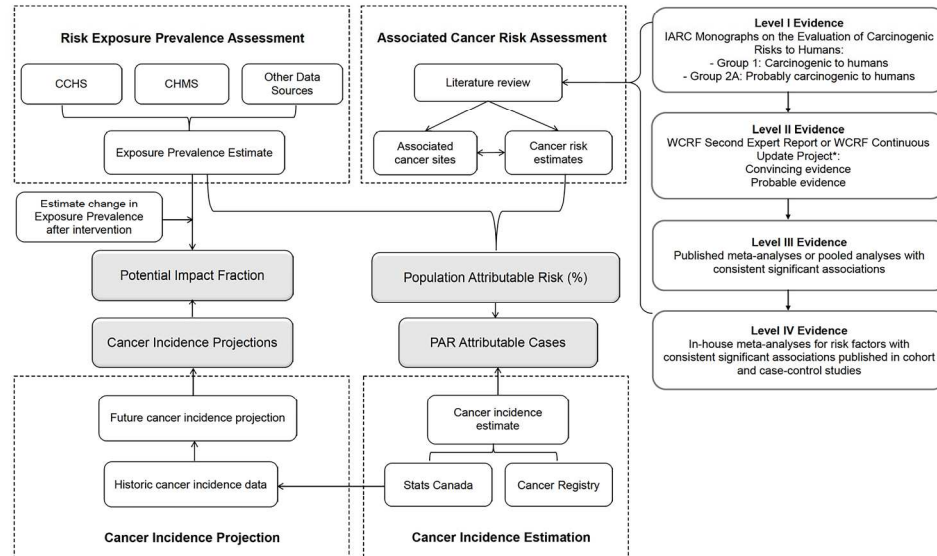 Risk Exposure Prevalence Assessment
CCHS
CHMS
Other Data
Sources
Exposure Prevalence Estimate
Estimate change in
Exposure Prevalence
after intervention
Associated Cancer Risk Assessment
Literature review
Associated
cancer sites
Cancer risk
estimates
Level I Evidence
IARC Monographs on the Evaluation of Carcinogenic
Risks to Humans:
- Group 1: Carcinogenic to humans
- Group 2A: Probably carcinogenic to humans
Level II Evidence
WCRF Second Expert Report or WCRF Continuous
Update Project*:
Convincing evidence
Probable evidence
Level III Evidence
Published meta-analyses or pooled analyses with
consistent significant associations
Level IV Evidence
In-house meta-analyses for risk factors with
consistent significant associations published in cohort
and case-control studies
Potential Impact Fraction
Population Attributable Risk (%)
Cancer Incidence Projections
PAR Attributable Cases
Future cancer incidence projection
Historic cancer incidence data
Cancer Incidence Projection
Cancer incidence
estimate
Stats Canada
Cancer Registry
Cancer Incidence Estimation